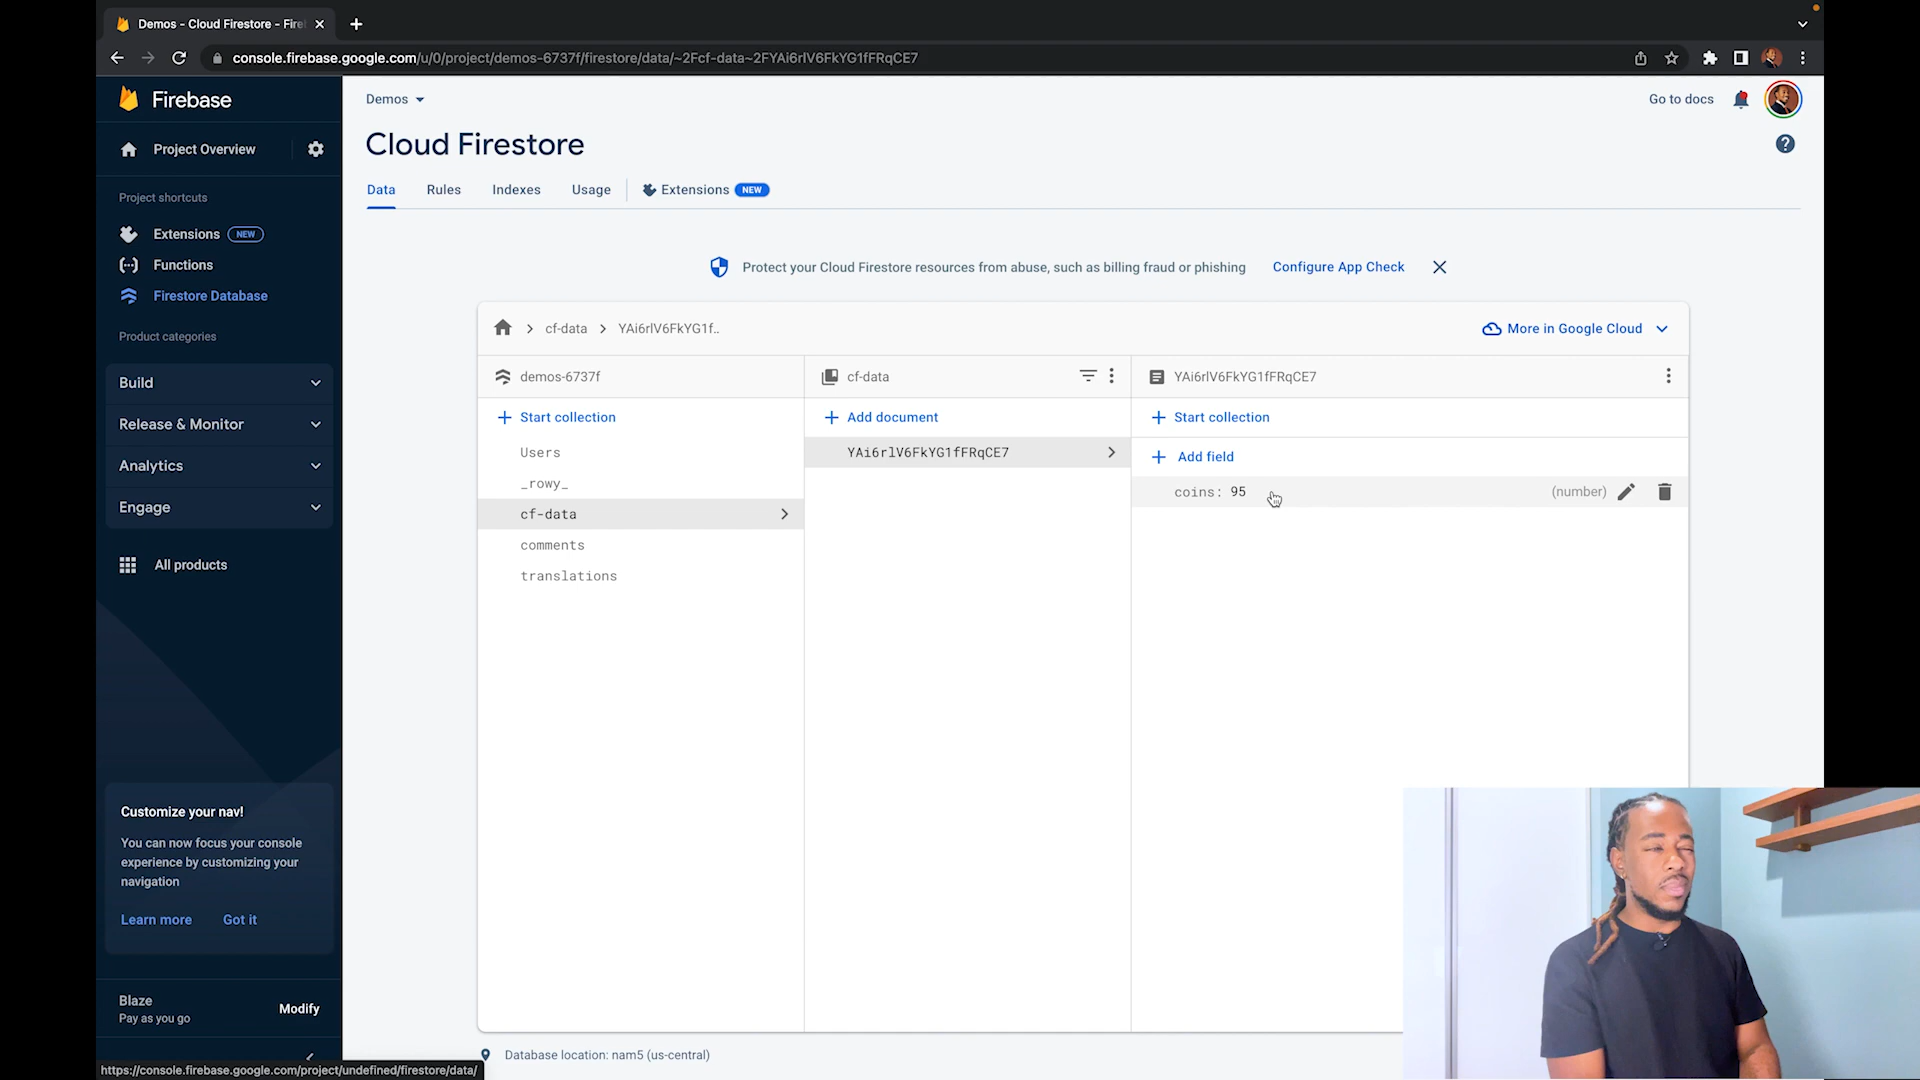 Demos - Cloud Firestore - Fire
console.firebase.google.com/u/0/project/demos-6737f/firestore/data/~2Fcf-data~2FYAi6rlV6FkYG1fFRqCE7
Firebase
Project Overview
Project shortcuts
Extensions NEW
Functions
Firestore Database
Product categories
Build
Release & Monitor
Analytics
Engage
All products
Customize your nav!
You can now focus your console
experience by customizing your
navigation
Learn more Got it
Blaze
Pay as you go
Modify
https://console.firebase.google.com/project/undefined/firestore/data/
Demos
Go to docs
Cloud Firestore
Data Rules Indexes Usage Extensions NEW
Protect your Cloud Firestore resources from abuse, such as billing fraud or phishing Configure App Check
cf-data YAi6rlV6FkYG1f..
More in Google Cloud
demos-6737f
Start collection
Users
_rowy_
cf-data
comments
translations
cf-data
Add document
YAi6rlV6FkYG1fFRqCE7
YAi6rlV6FkYG1fFRqCE7
Start collection
Add field
coins: 95 (number)
Database location: nam5 (us-central)